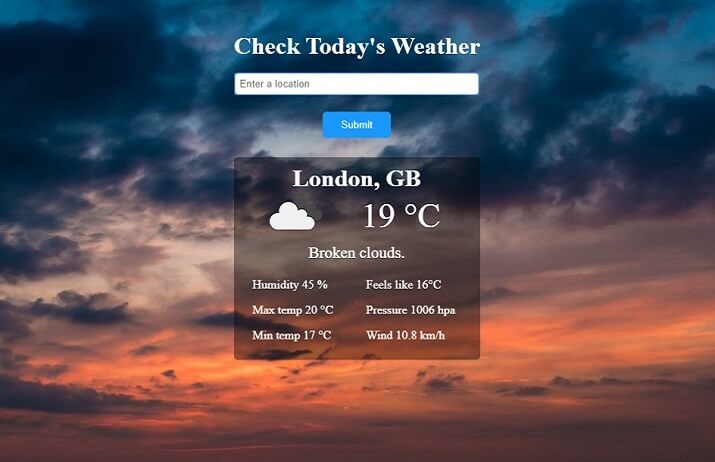 Check Today's Weather
Enter a location
Submit
London, GB
19 °C
Broken clouds.
Humidity 45 % Feels like 16°C
Max temp 20 °C Pressure 1006 hpa
Min temp 17 °C Wind 10.8 km/h